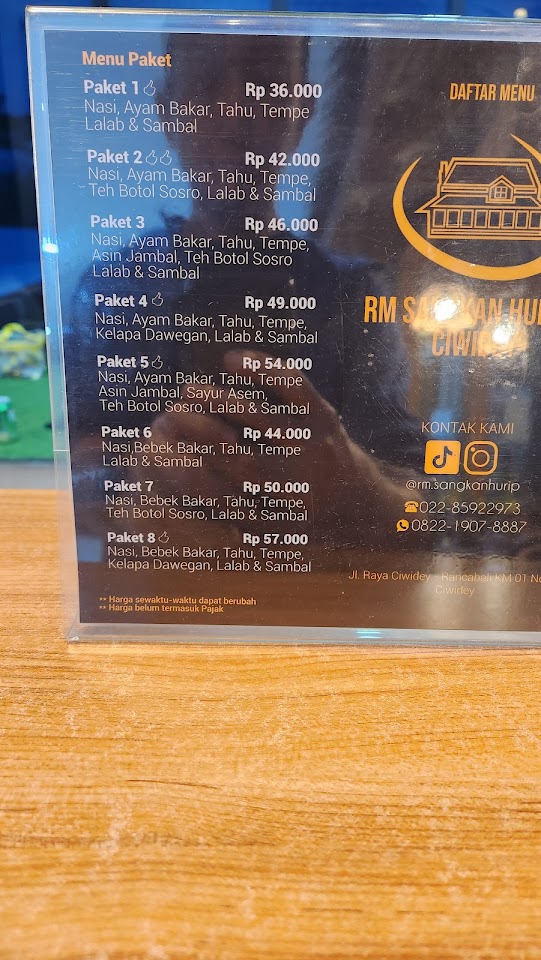 Menu Paket
Paket 1 Rp 36.000
Nasi, Ayam Bakar, Tahu, Tempe
Lalab & Sambal
Paket 2 Rp 42.000
Nasi, Ayam Bakar, Tahu, Tempe,
Teh Botol Sosro, Lalab & Sambal
Paket 3 Rp 46.000
Nasi, Ayam Bakar, Tahu, Tempe,
Asin Jambal, Teh Botol Sosro
Lalab & Sambal
Paket 4 Rp 49.000
Nasi, Ayam Bakar, Tahu, Tempe,
Kelapa Dawegan, Lalab & Sambal
Paket 5 Rp 54.000
Nasi, Ayam Bakar, Tahu, Tempe
Asin Jambal, Sayur Asem,
Teh Botol Sosro, Lalab & Sambal
Paket 6 Rp 44.000
Nasi,Bebek Bakar, Tahu, Tempe
Lalab & Sambal
Paket 7 Rp 50.000
Nasi, Bebek Bakar, Tahu, Tempe,
Teh Botol Sosro, Lalab & Sambal
Paket 8 Rp 57.000
Nasi, Bebek Bakar, Tahu, Tempe,
Kelapa Dawegan, Lalab & Sambal
** Harga sewaktu-waktu dapat berubah
** Harga belum termasuk Pajak
DAFTAR MENU
RM
KONTAK KAMI
@rm.sangkanhurip
022-85922973
0822-1907-8887
Jl. Raya Ciwidey - Rancabali KM 01
Ciwidey